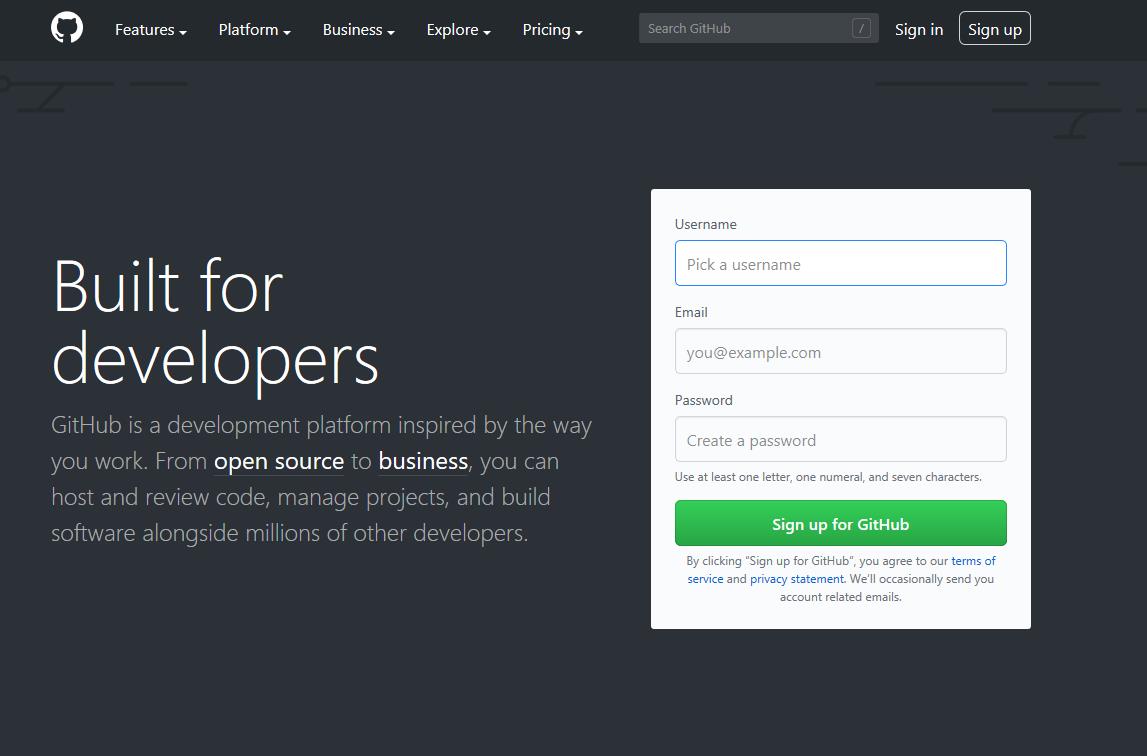 Features Platform Business Explore Pricing Search GitHub / Sign in Sign up
Built for
developers
GitHub is a development platform inspired by the way
you work. From open source to business, you can
host and review code, manage projects, and build
software alongside millions of other developers.
Username
Pick a username
Email
you@example.com
Password
Create a password
Use at least one letter, one numeral, and seven characters.
Sign up for GitHub
By clicking “Sign up for GitHub”, you agree to our terms of
service and privacy statement. We’ll occasionally send you
account related emails.